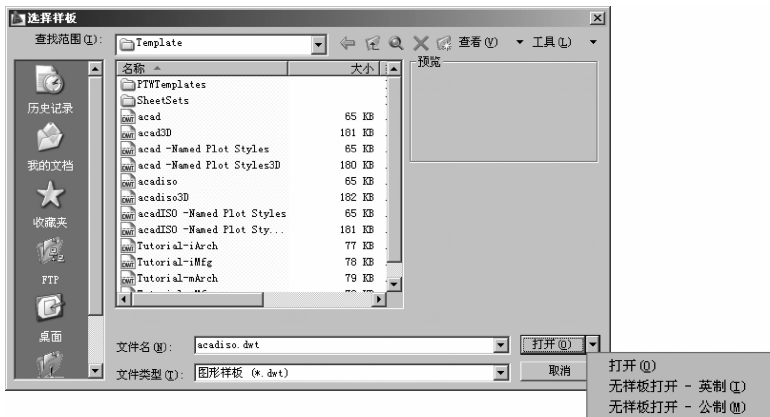 选择样板
查找范围(I):
Template
查看(V)
工具(L)
历史记录
我的文档
收藏夹
FTP
桌面
名称 大小
PTWTemplates
SheetSets
acad 65 KB
acad3D 181 KB
acad -Named Plot Styles 65 KB
acad -Named Plot Styles3D 180 KB
acadiso 65 KB
acadiso3D 182 KB
acadISO -Named Plot Styles 65 KB
acadISO -Named Plot Sty... 181 KB
Tutorial-iArch 77 KB
Tutorial-iMfg 78 KB
Tutorial-mArch 79 KB
预览
文件名(N): acadiso.dwt 打开(O)
文件类型(T): 图形样板 (*.dwt) 取消
打开(O)
无样板打开 - 英制(I)
无样板打开 - 公制(M)